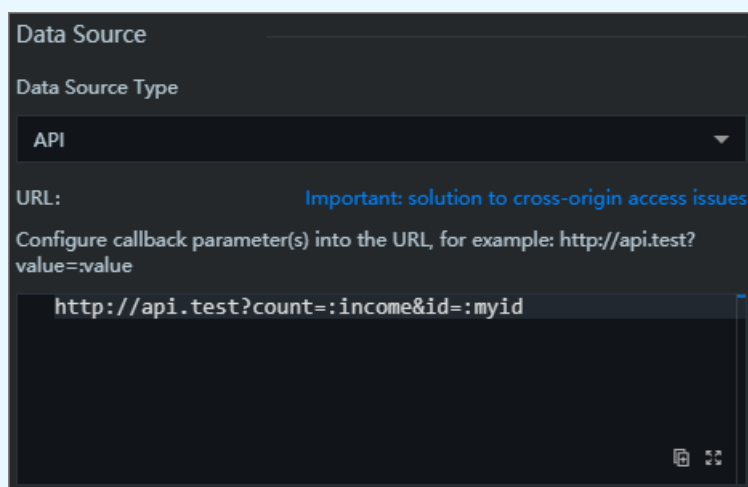 Data Source
Data Source Type
API
URL: Important: solution to cross-origin access issues
Configure callback parameter(s) into the URL, for example: http://api.test?
value=:value
http://api.test?count=:income&id=:myid